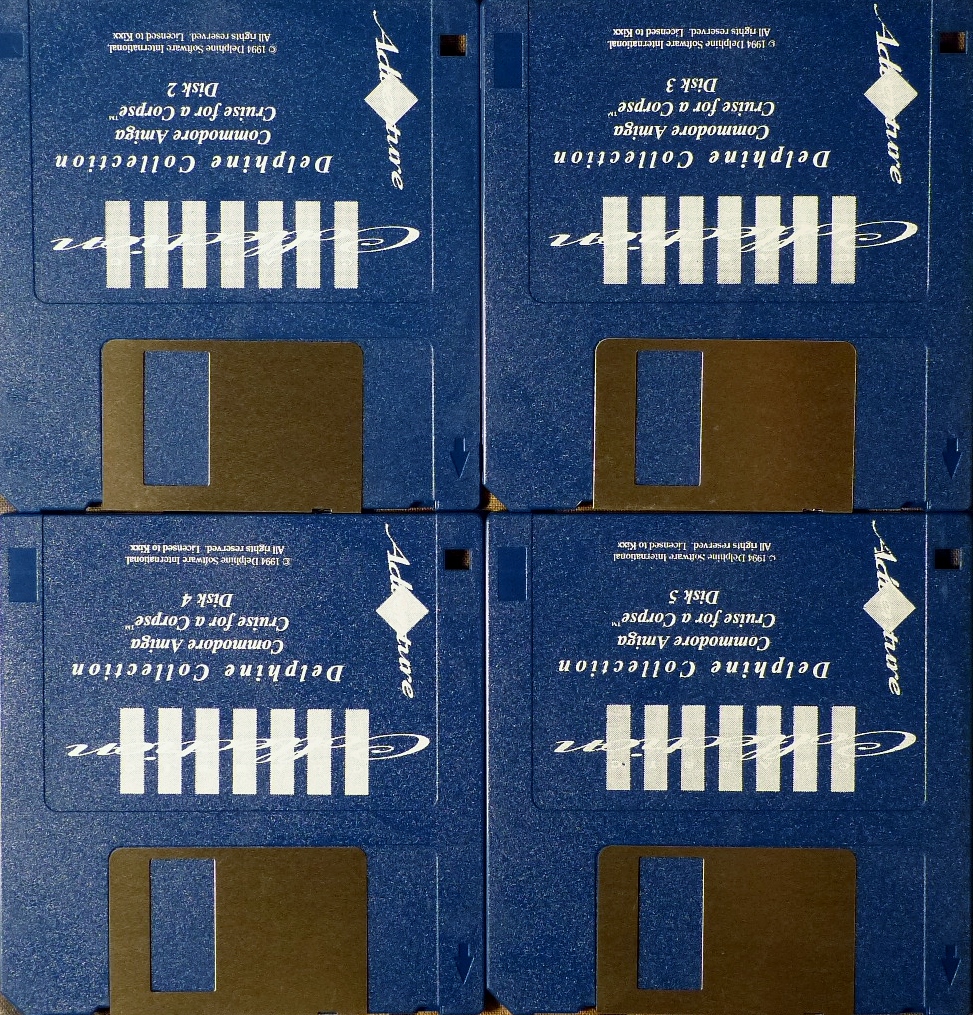 Collection
Adventure
Delphine Collection
Commodore Amiga
Cruise for a Corpse™
Disk 2
© 1994 Delphine Software International.
All rights reserved. Licensed to Kixx
Collection
Adventure
Delphine Collection
Commodore Amiga
Cruise for a Corpse™
Disk 3
© 1994 Delphine Software International.
All rights reserved. Licensed to Kixx
Collection
Adventure
Delphine Collection
Commodore Amiga
Cruise for a Corpse™
Disk 4
© 1994 Delphine Software International.
All rights reserved. Licensed to Kixx
Collection
Adventure
Delphine Collection
Commodore Amiga
Cruise for a Corpse™
Disk 5
© 1994 Delphine Software International
All rights reserved. Licensed to Kixx